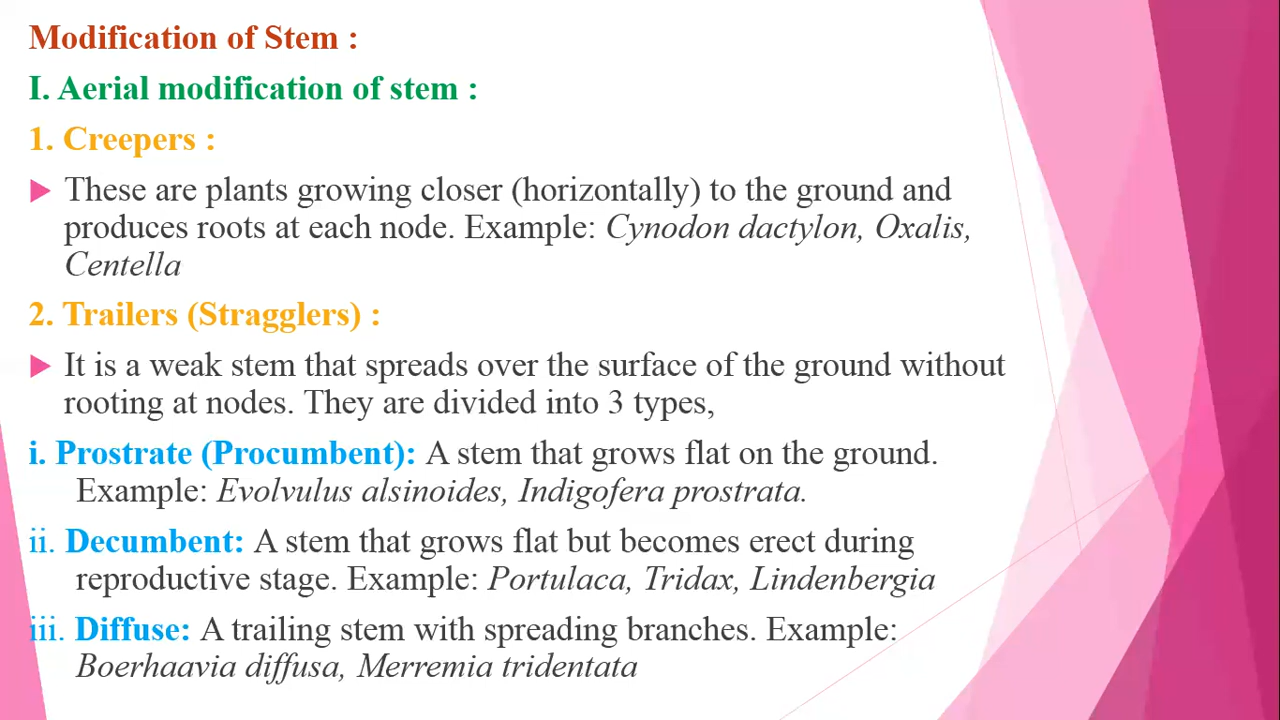 Modification of Stem :
I. Aerial modification of stem :
1. Creepers :
These are plants growing closer (horizontally) to the ground and
produces roots at each node. Example: Cynodon dactylon, Oxalis,
Centella
2. Trailers (Stragglers) :
It is a weak stem that spreads over the surface of the ground without
rooting at nodes. They are divided into 3 types,
i. Prostrate (Procumbent): A stem that grows flat on the ground.
Example: Evolvulus alsinoides, Indigofera prostrata.
ii. Decumbent: A stem that grows flat but becomes erect during
reproductive stage. Example: Portulaca, Tridax, Lindenbergia
iii. Diffuse: A trailing stem with spreading branches. Example:
Boerhaavia diffusa, Merremia tridentata